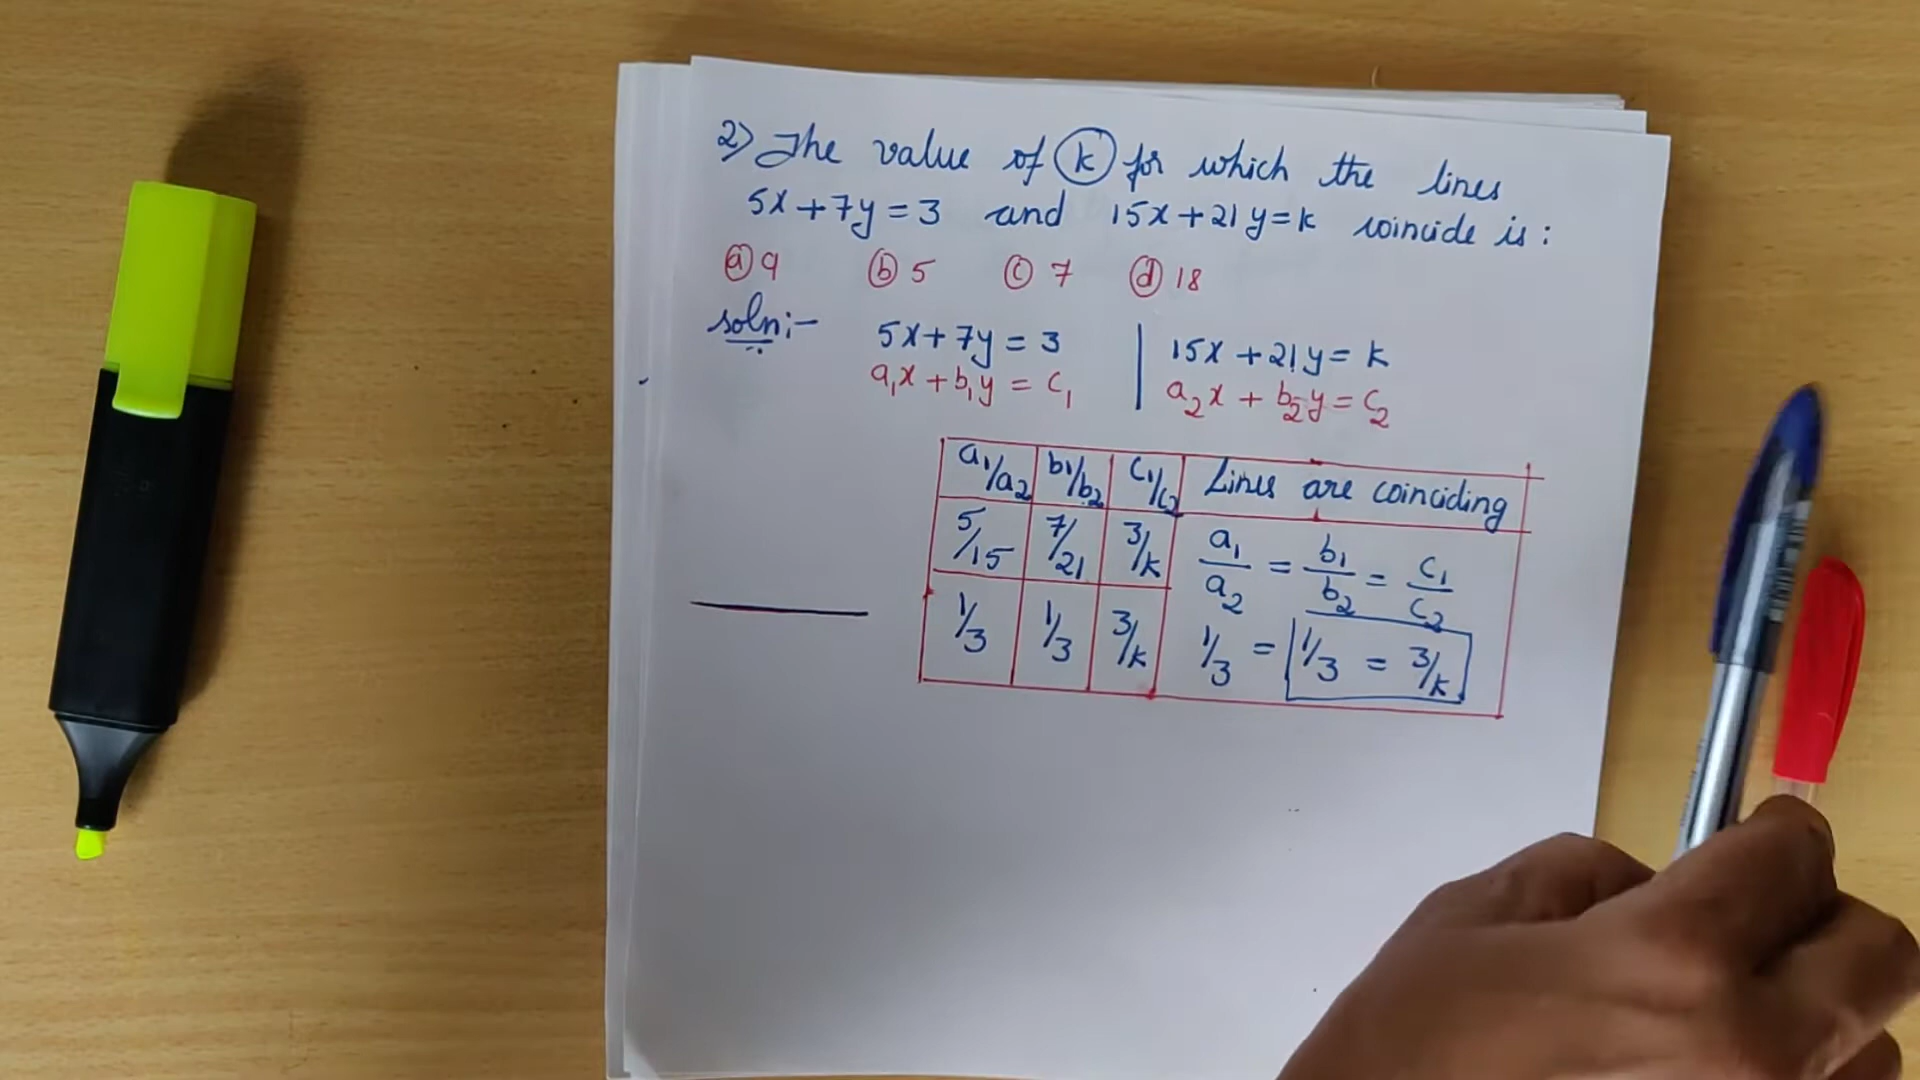 2) The value of k for which the lines
5x+7y=3 and 15x+21y=k coincide is:
(a) 9 (b) 5 (c) 7 (d) 18
soln:- 5x+7y=3 | 15x+21y=k
a₁x+b₁y=c₁ | a₂x+b₂y=c₂
a₁/a₂ b₁/b₂ c₁/c₂ Lines are coinciding
5/15 7/21 3/k a₁/a₂ = b₁/b₂ = c₁/c₂
1/3 1/3 3/k 1/3 = 1/3 = 3/k